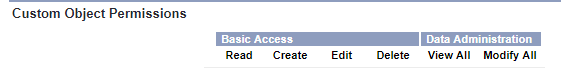 Custom Object Permissions
Basic Access Data Administration
Read Create Edit Delete View All Modify All